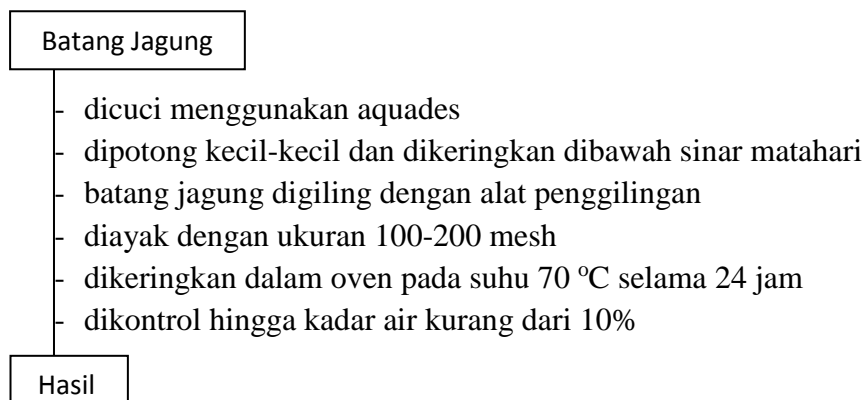 Batang Jagung
- dicuci menggunakan aquades
- dipotong kecil-kecil dan dikeringkan dibawah sinar matahari
- batang jagung digiling dengan alat penggilingan
- diayak dengan ukuran 100-200 mesh
- dikeringkan dalam oven pada suhu 70 °C selama 24 jam
- dikontrol hingga kadar air kurang dari 10%
Hasil